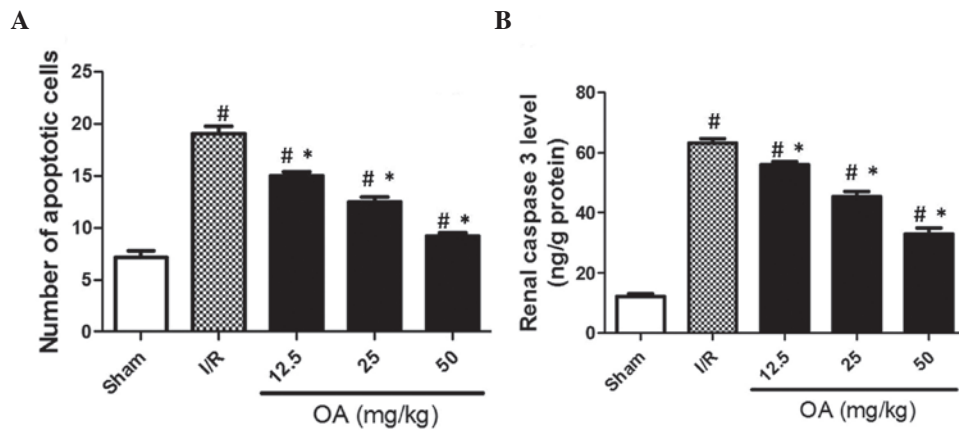 A
Number of apoptotic cells
25
20
15
10
5
0
#
# *
# *
# *
Sham
I/R
12.5
25
50
OA (mg/kg)
B
Renal caspase 3 level
(ng/g protein)
80
60
40
20
0
#
# *
# *
# *
Sham
I/R
12.5
25
50
OA (mg/kg)